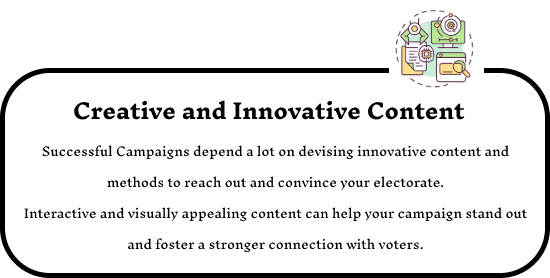 Creative and Innovative Content
Successful Campaigns depend a lot on devising innovative content and
methods to reach out and convince your electorate.
Interactive and visually appealing content can help your campaign stand out
and foster a stronger connection with voters.